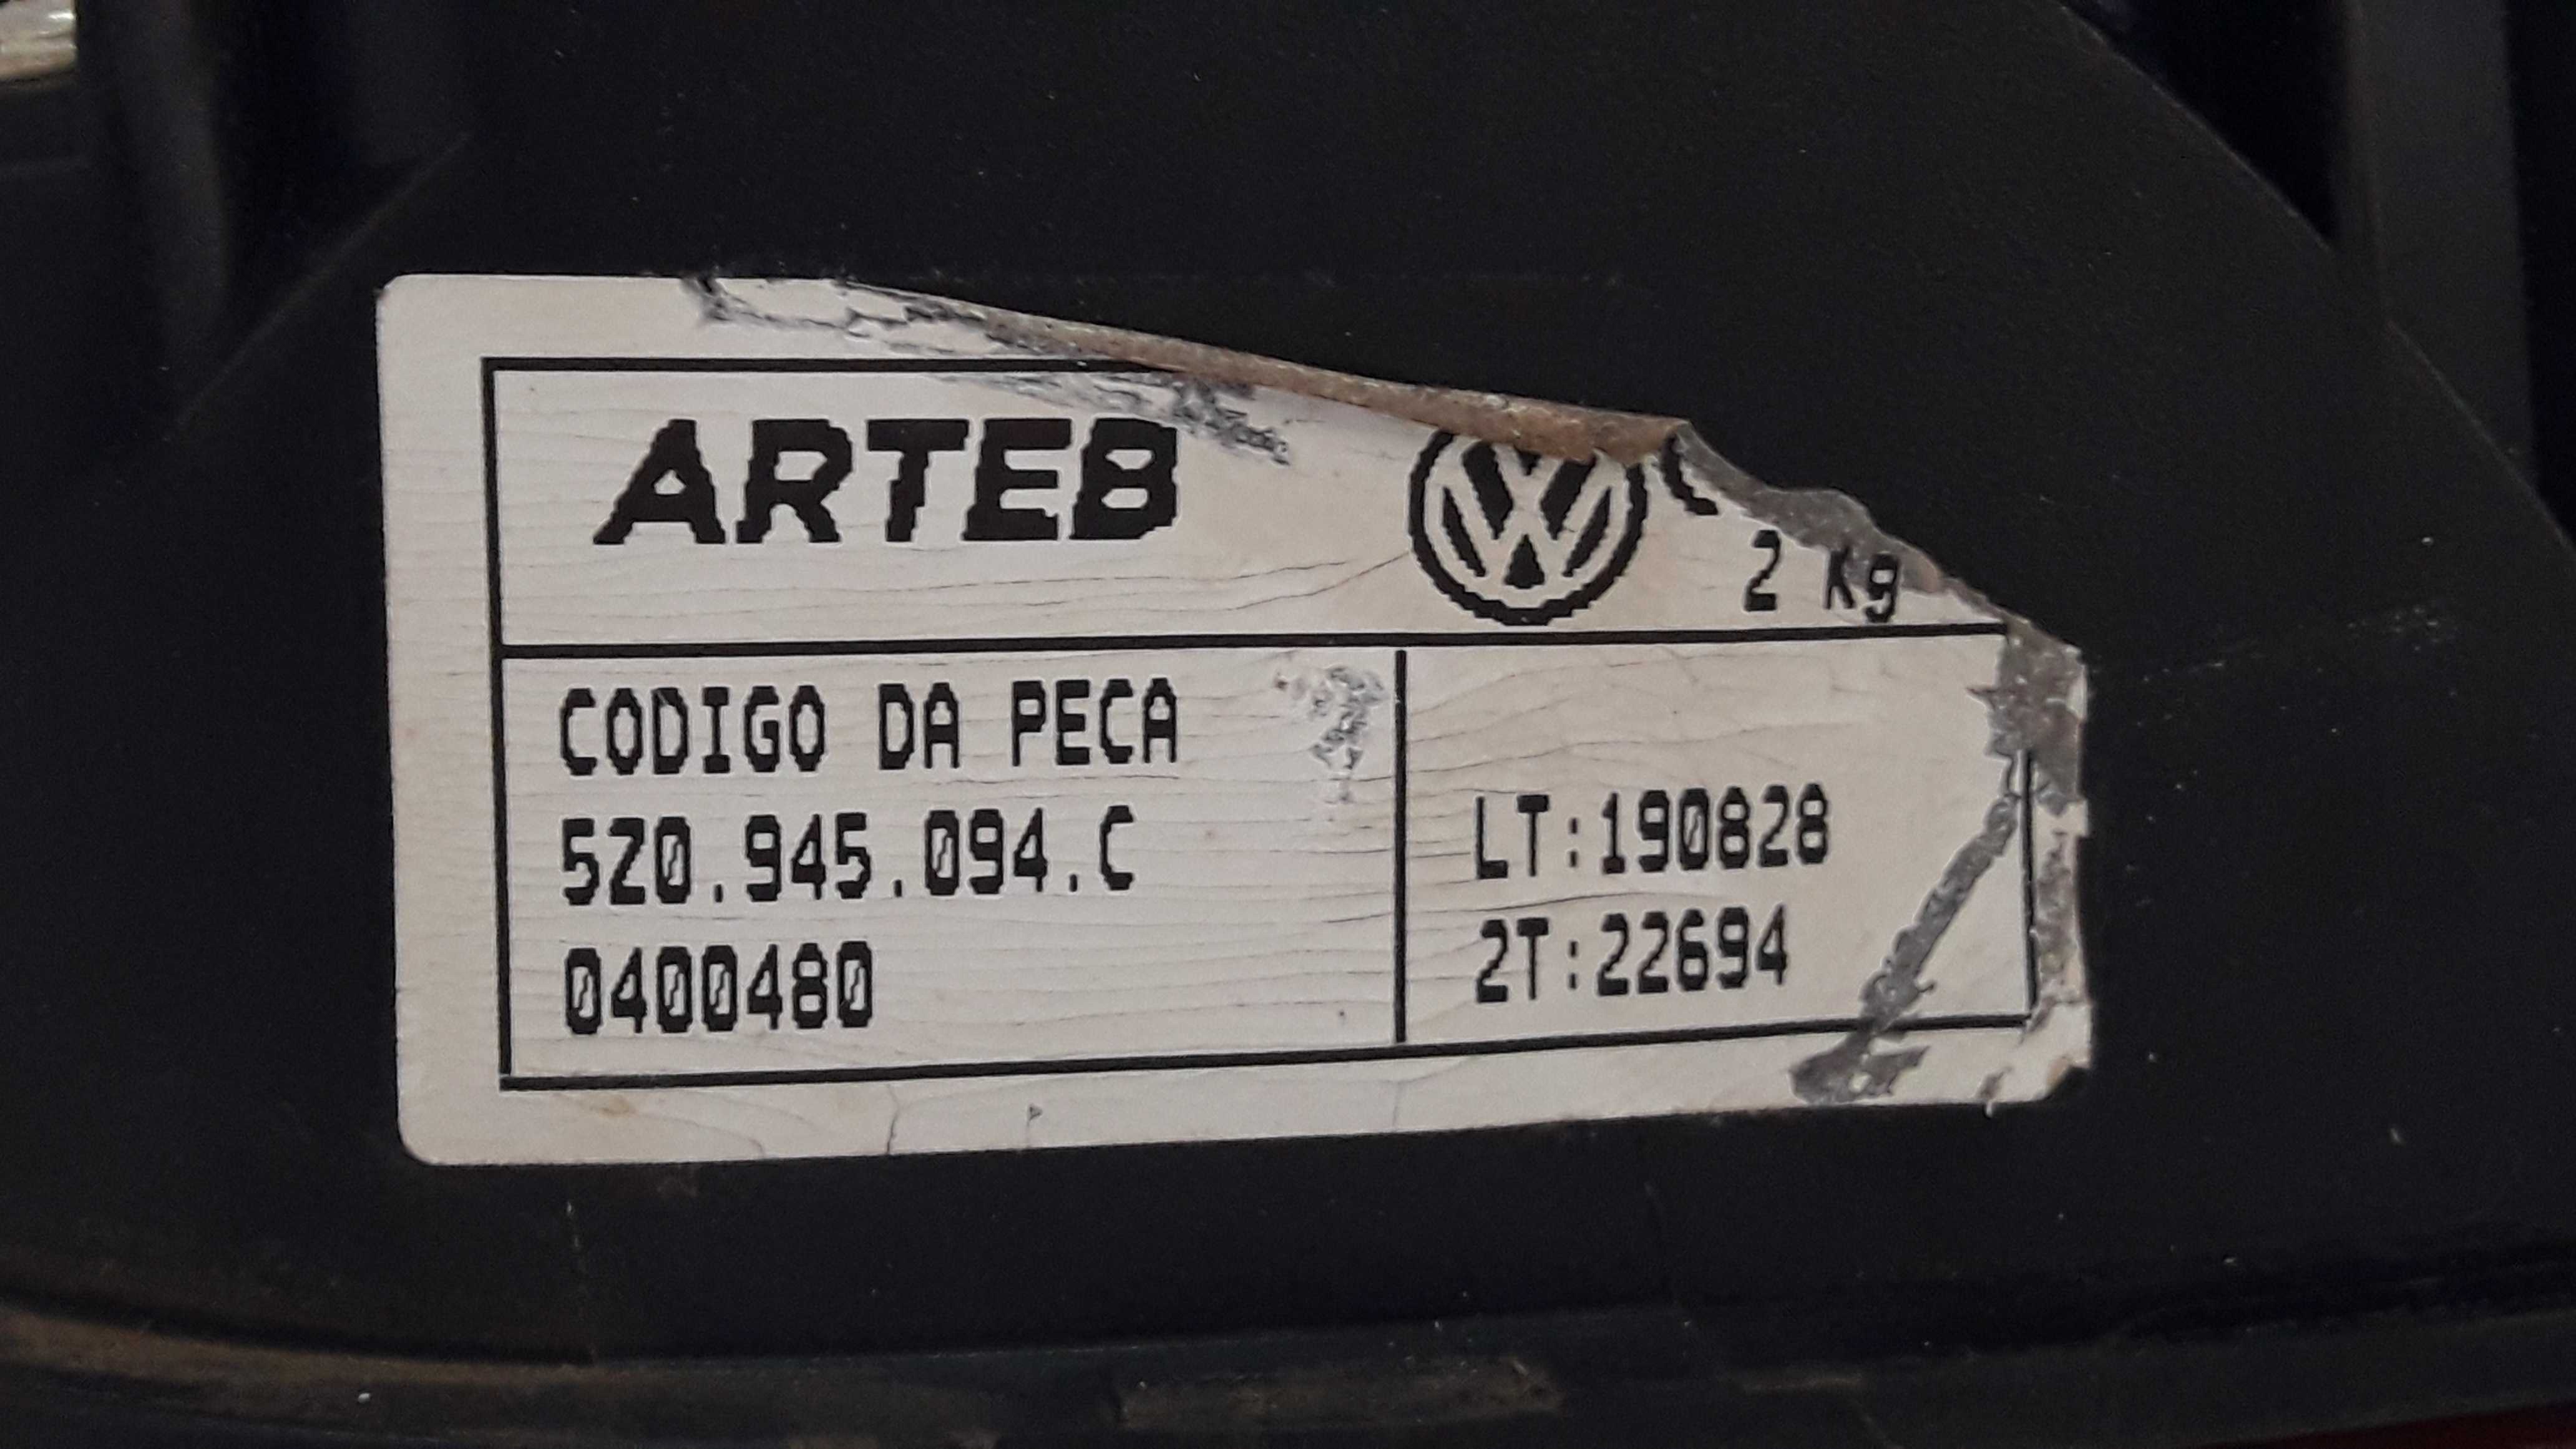 ARTEB
2 Kg
CODIGO DA PECA
5Z0.945.094.C
0400480
LT:190828
2T:22694